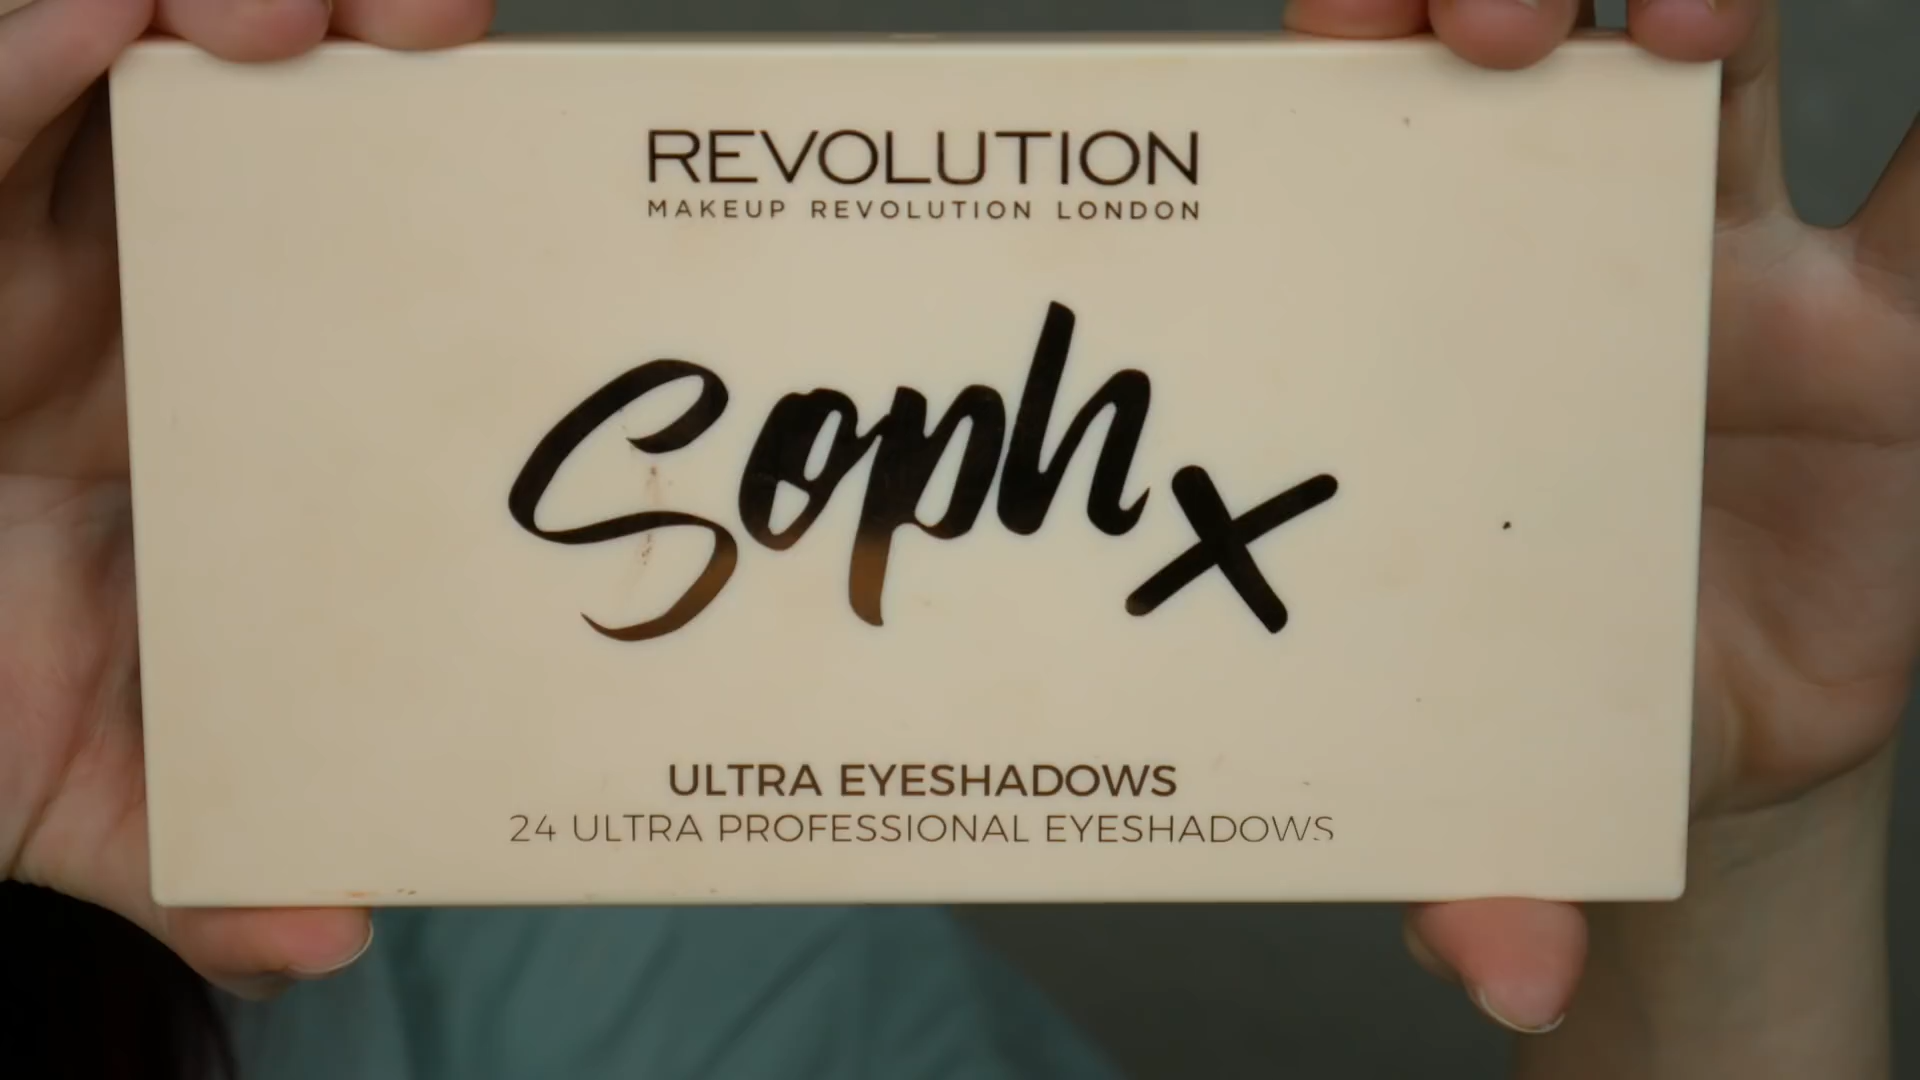 REVOLUTION
MAKEUP REVOLUTION LONDON
Soph x
ULTRA EYESHADOWS
24 ULTRA PROFESSIONAL EYESHADOWS